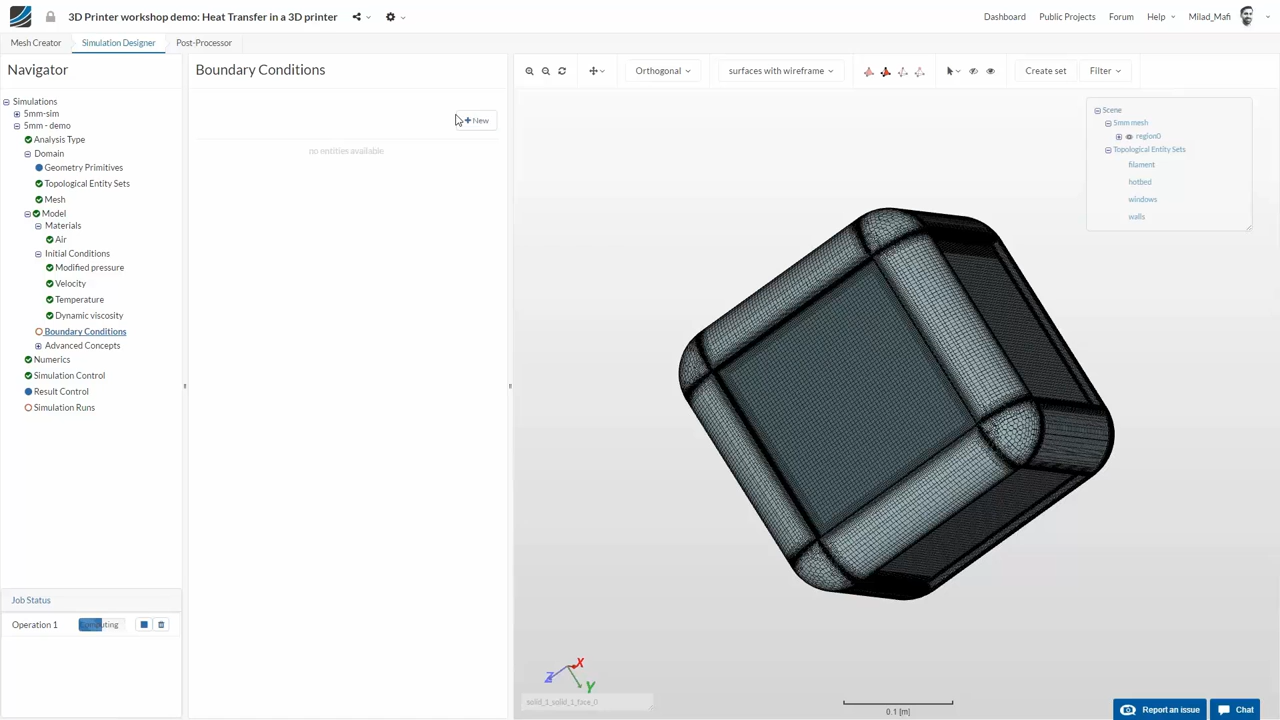 3D Printer workshop demo: Heat Transfer in a 3D printer
Dashboard
Public Projects
Forum
Help
Milad_Mafi
Mesh Creator
Simulation Designer
Post-Processor
Navigator
Simulations
5mm-sim
5mm - demo
Analysis Type
Domain
Geometry Primitives
Topological Entity Sets
Mesh
Model
Materials
Air
Initial Conditions
Modified pressure
Velocity
Temperature
Dynamic viscosity
Boundary Conditions
Advanced Concepts
Numerics
Simulation Control
Result Control
Simulation Runs
Job Status
Operation 1
Computing
Boundary Conditions
+ New
no entities available
Orthogonal
surfaces with wireframe
Create set
Filter
Scene
5mm mesh
region0
Topological Entity Sets
filament
hotbed
windows
walls
X
Z
Y
solid_1_solid_1_face_0
0.1 [m]
Report an issue
Chat